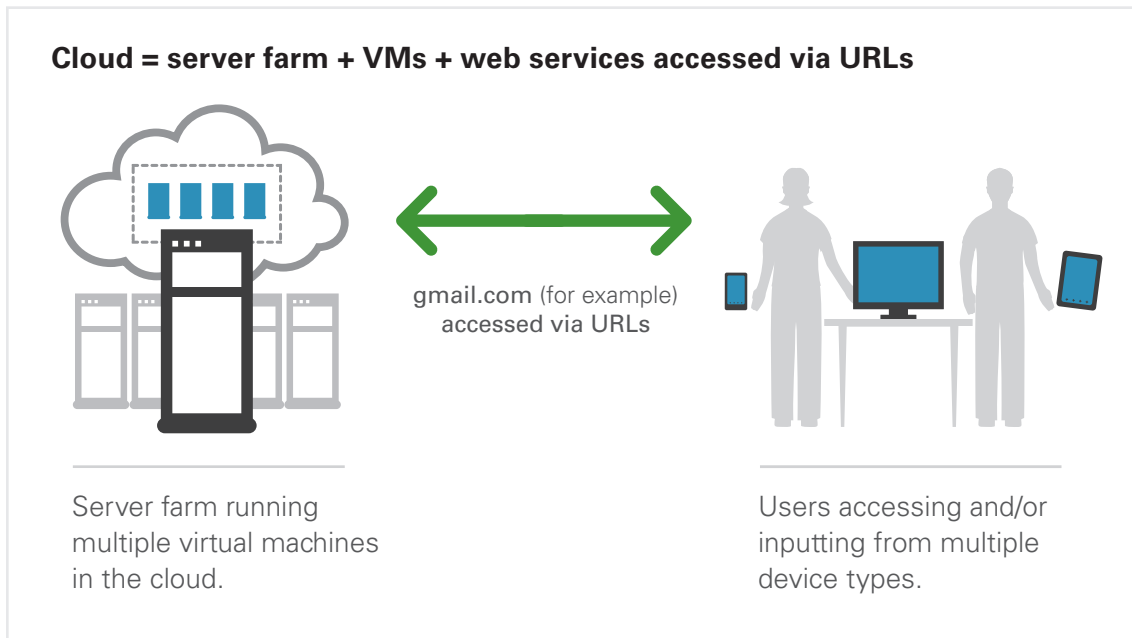 Cloud = server farm + VMs + web services accessed via URLs
gmail.com (for example)
accessed via URLs
Server farm running
multiple virtual machines
in the cloud.
Users accessing and/or
inputting from multiple
device types.